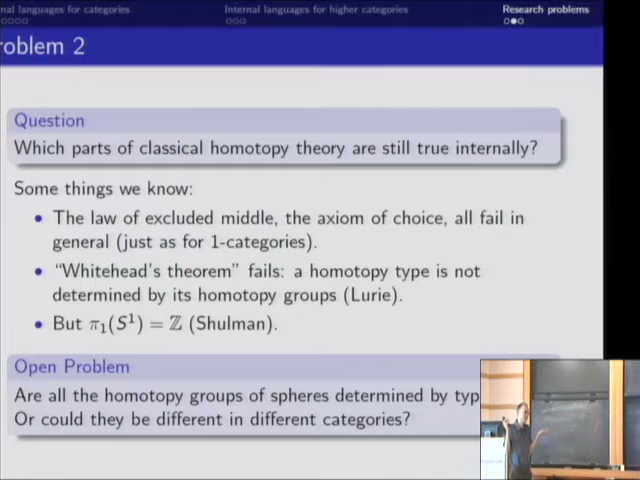 nal languages for categories
Internal languages for higher categories
Research problems
roblem 2
Question
Which parts of classical homotopy theory are still true internally?
Some things we know:
• The law of excluded middle, the axiom of choice, all fail in
general (just as for 1-categories).
• "Whitehead's theorem" fails: a homotopy type is not
determined by its homotopy groups (Lurie).
• But π₁(S¹) = ℤ (Shulman).
Open Problem
Are all the homotopy groups of spheres determined by typ
Or could they be different in different categories?